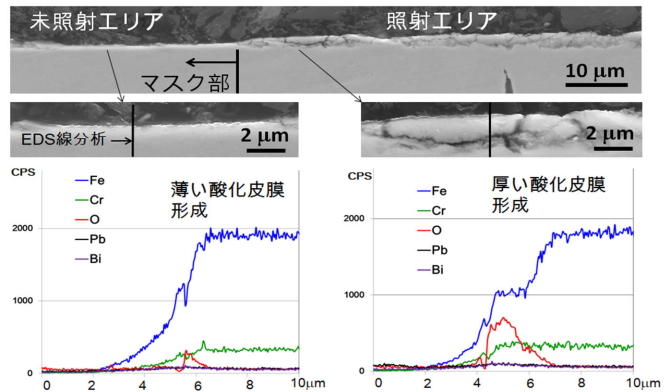 未照射エリア
照射エリア
マスク部
10 μm
EDS線分析
2 μm
2 μm
CPS
Fe
Cr
O
Pb
Bi
薄い酸化皮膜
形成
2000
1000
0
0 2 4 6 8 10μm
CPS
Fe
Cr
O
Pb
Bi
厚い酸化皮膜
形成
2000
1000
0
0 2 4 6 8 10μm